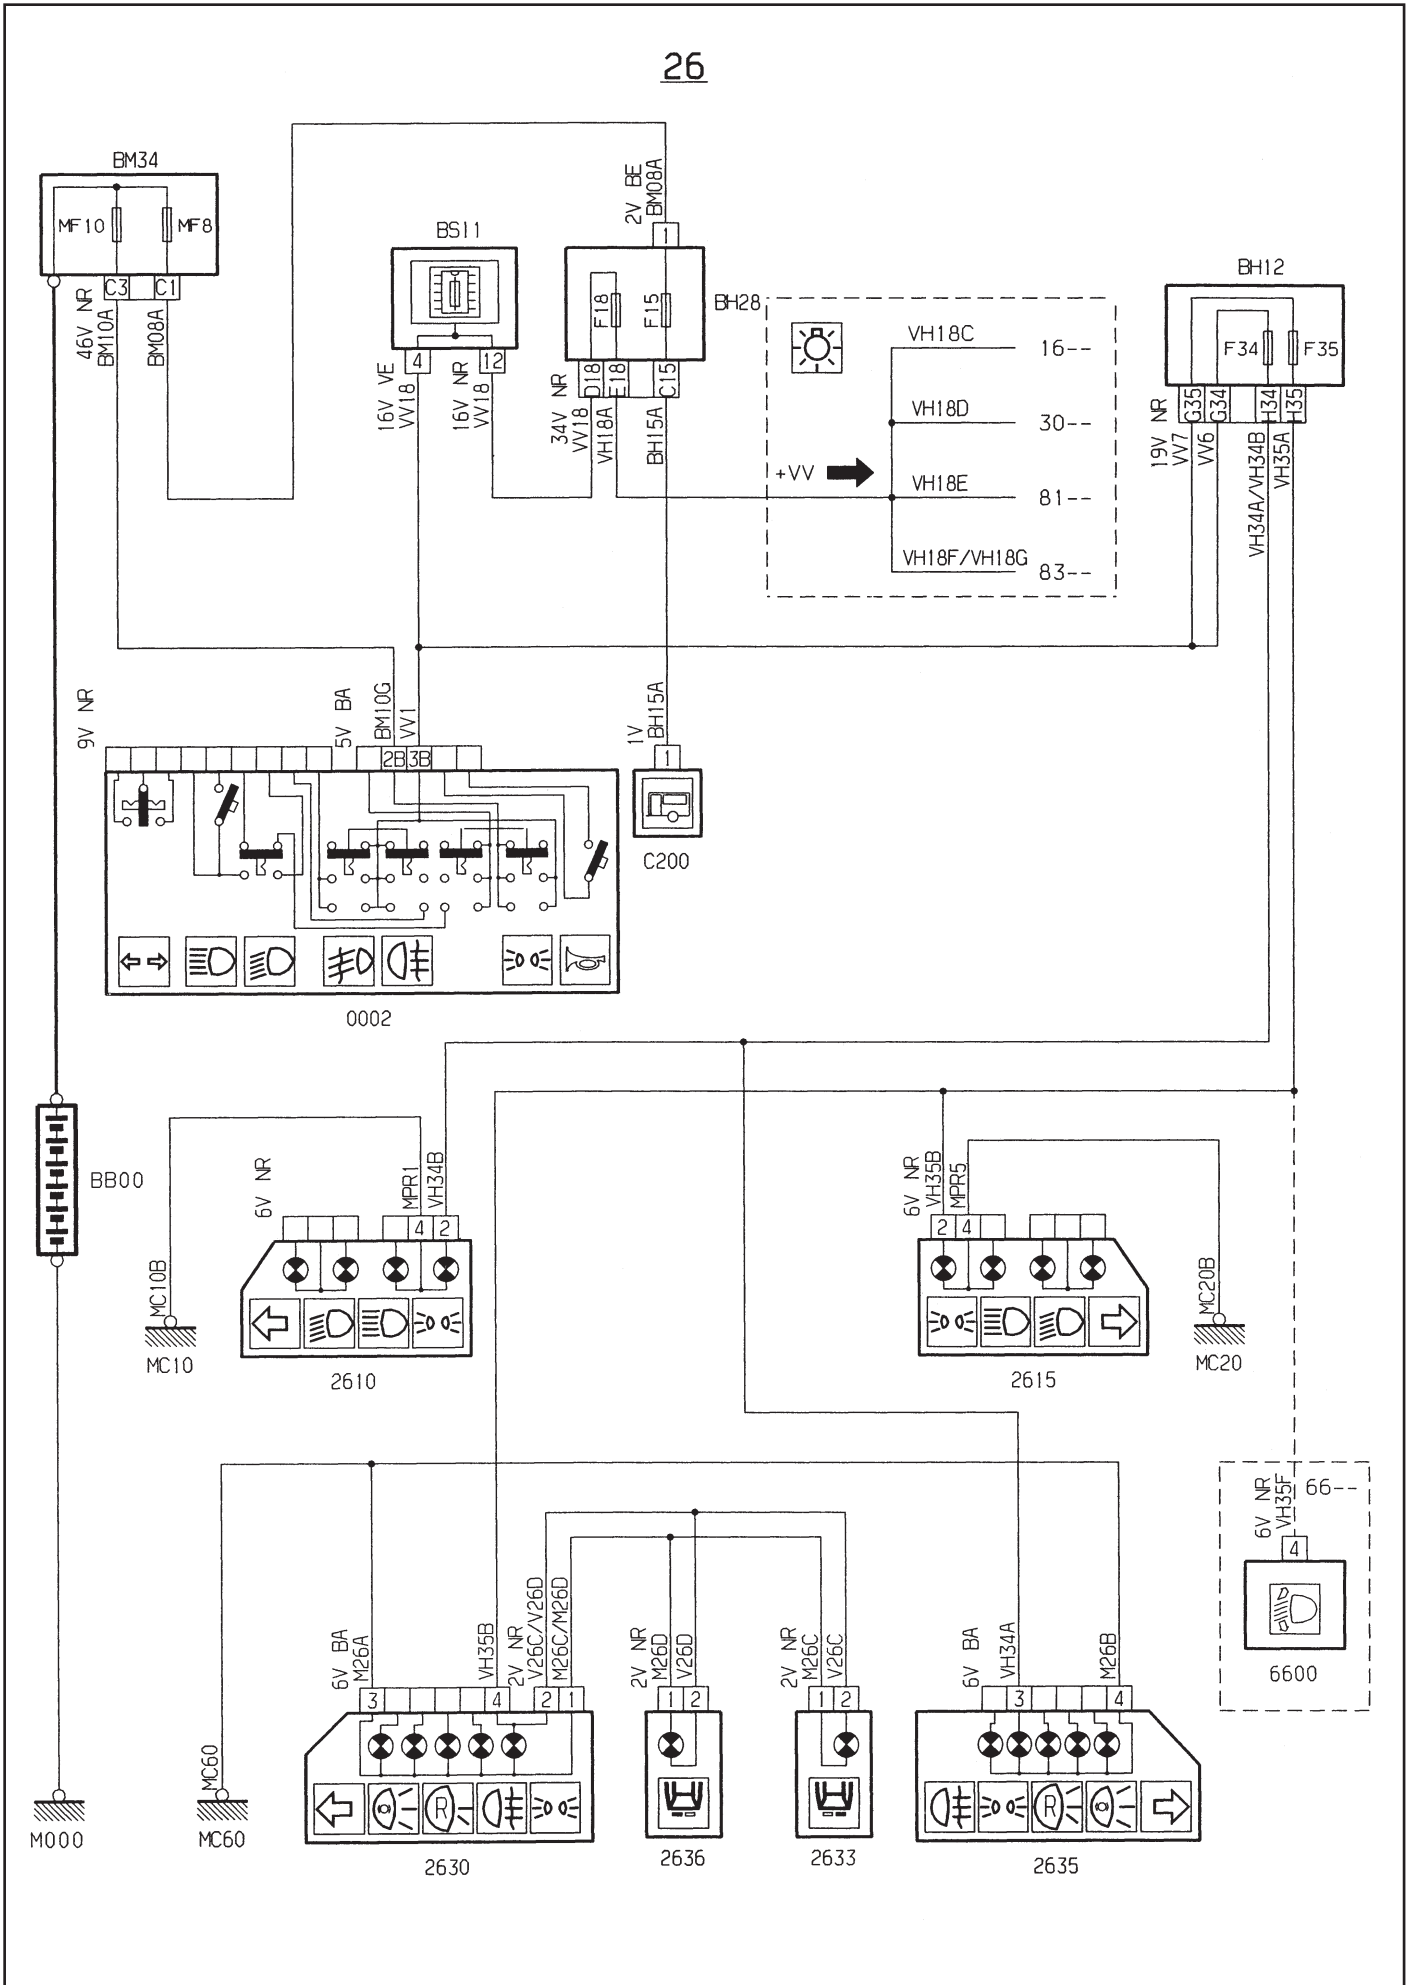 26
BM34
MF10
MF8
C3
C1
46V NR
BM10A
BM08A
BSI1
4
12
16V VE
VV18
16V NR
VV18
2V BE
BM08A
1
F18
F15
BH28
D18
E18
C15
34V NR
VV18
VH18A
BH15A
+VV
VH18C
16--
VH18D
30--
VH18E
81--
VH18F/VH18G
83--
BH12
F34
F35
G35
G34
H34
H35
19V NR
VV7
VV6
VH34A/VH34B
VH35A
9V NR
5V BA
BM10G
VV1
2B
3B
0002
1V
BH15A
1
C200
BB00
6V NR
MPR1
VH34B
4
2
MC10B
MC10
2610
6V NR
VH35B
MPR5
2
4
MC20B
MC20
2615
66--
6V NR
VH35F
4
6600
6V BA
M26A
VH35B
2V NR
V26C/V26D
M26C/M26D
3
4
2
1
R
2630
2V NR
M26D
V26D
1
2
2636
2V NR
M26C
V26C
1
2
2633
6V BA
VH34A
M26B
3
4
R
2635
MC60
MC60
M000